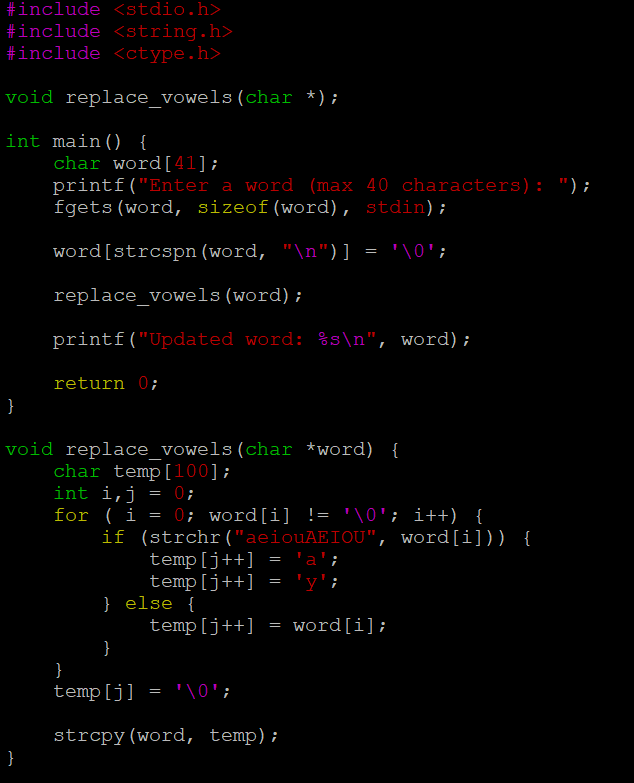 #include <stdio.h>
#include <string.h>
#include <ctype.h>

void replace_vowels(char *);

int main() {
    char word[41];
    printf("Enter a word (max 40 characters): ");
    fgets(word, sizeof(word), stdin);

    word[strcspn(word, "\n")] = '\0';

    replace_vowels(word);

    printf("Updated word: %s\n", word);

    return 0;
}

void replace_vowels(char *word) {
    char temp[100];
    int i,j = 0;
    for ( i = 0; word[i] != '\0'; i++) {
        if (strchr("aeiouAEIOU", word[i])) {
            temp[j++] = 'a';
            temp[j++] = 'y';
        } else {
            temp[j++] = word[i];
        }
    }
    temp[j] = '\0';

    strcpy(word, temp);
}